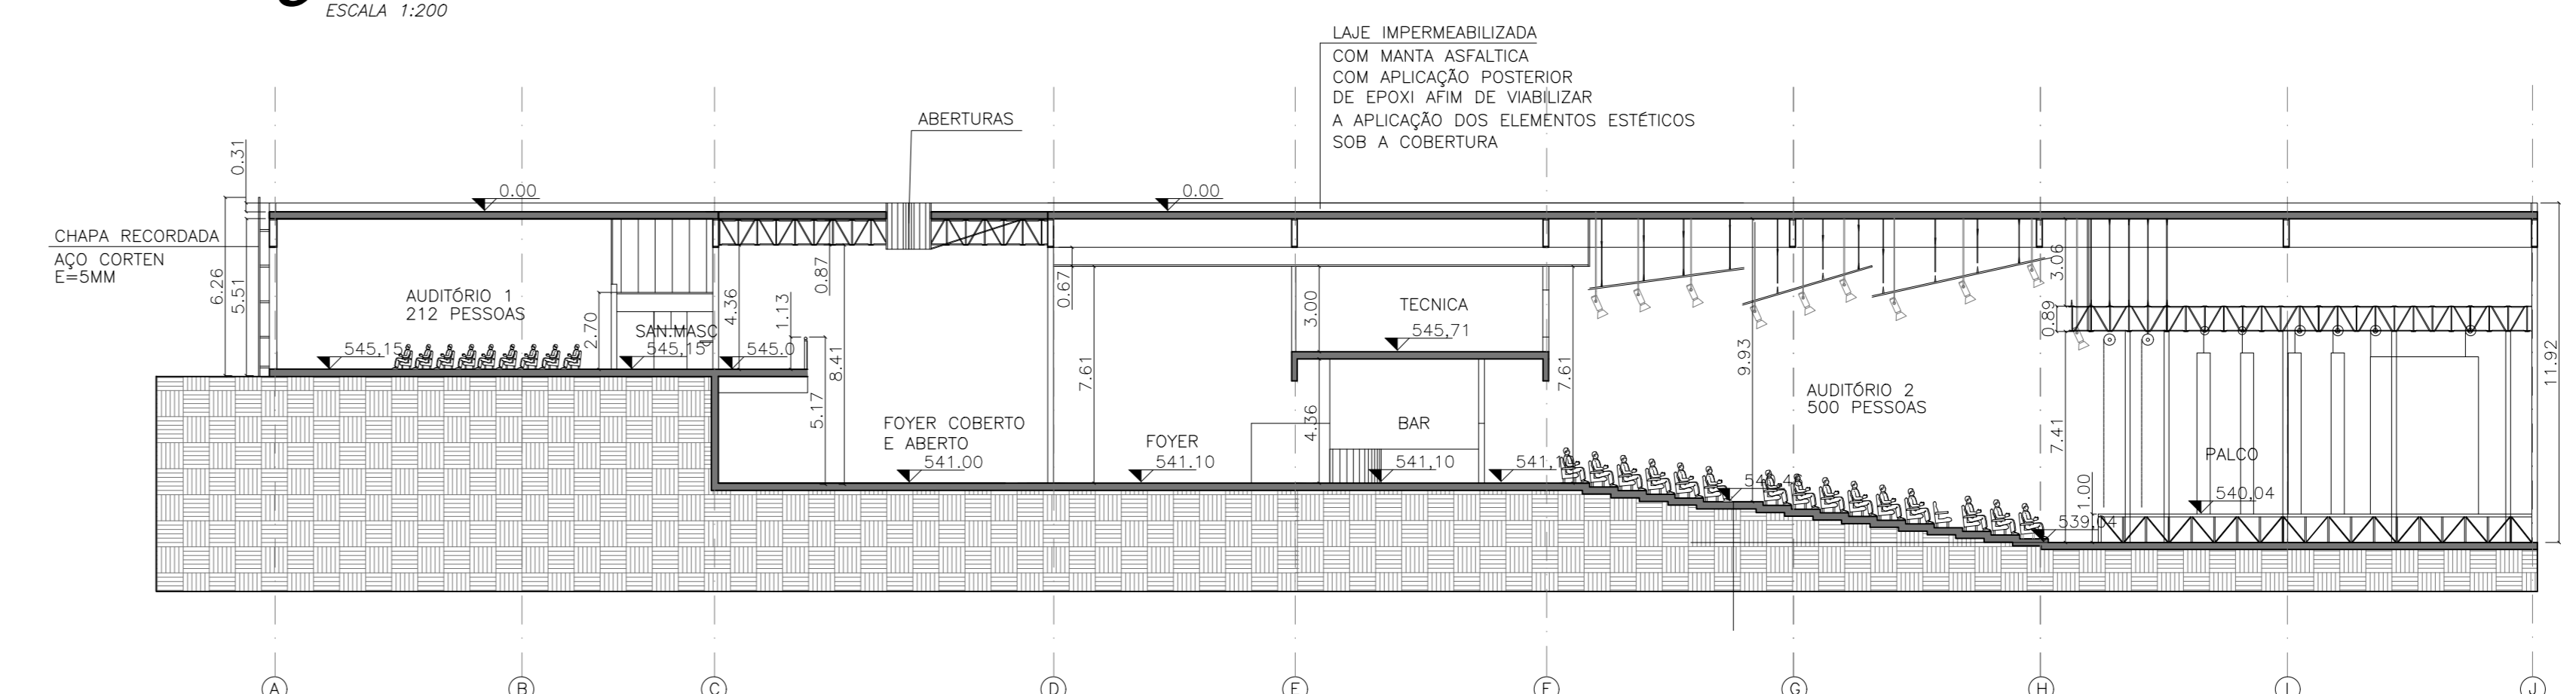 ESCALA 1:200
LAJE IMPERMEABILIZADA
COM MANTA ASFALTICA
COM APLICAÇÃO POSTERIOR
DE EPOXI AFIM DE VIABILIZAR
A APLICAÇÃO DOS ELEMENTOS ESTÉTICOS
SOB A COBERTURA
ABERTURAS
0.31
0.00
0.00
CHAPA RECORDADA
AÇO CORTEN
E=5MM
6.26
5.51
AUDITÓRIO 1
212 PESSOAS
2.70
SAN.MASC
4.36
1.13
0.87
8.41
5.17
545,15
545,15
545.0
0.67
7.61
3.00
TECNICA
545,71
4.36
BAR
7.61
9.93
3.06
0.89
7.41
11.92
AUDITÓRIO 2
500 PESSOAS
FOYER COBERTO
E ABERTO
541.00
FOYER
541.10
541,10
541,
PALCO
1.00
540,04
539,04
A
B
C
D
E
F
G
H
I
J